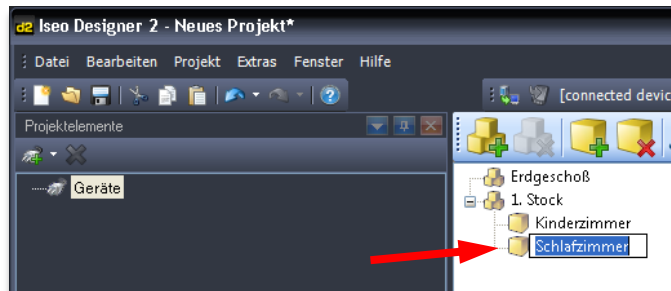 d2 Iseo Designer 2 - Neues Projekt*
Datei Bearbeiten Projekt Extras Fenster Hilfe
[connected devic
Projektelemente
Geräte
Erdgeschoß
1. Stock
Kinderzimmer
Schlafzimmer